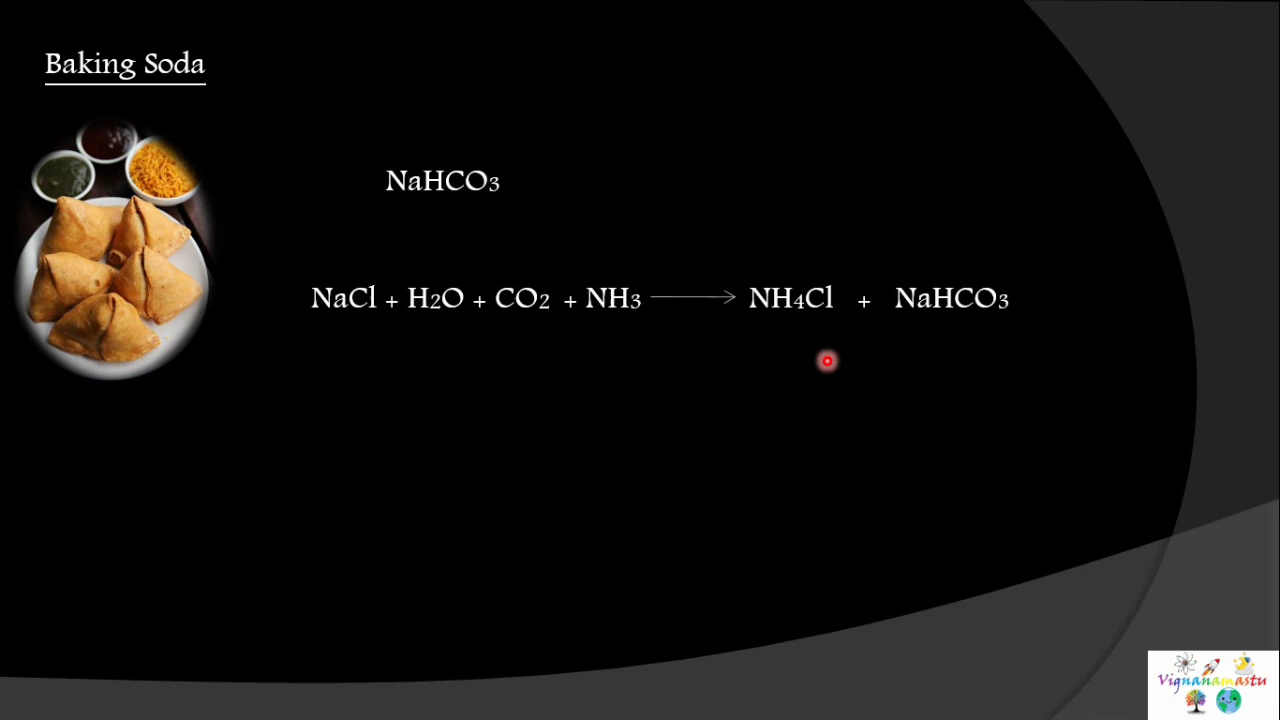 Baking Soda
NaHCO3
NaCl + H2O + CO2 + NH3 → NH4Cl + NaHCO3
Vignanamastu